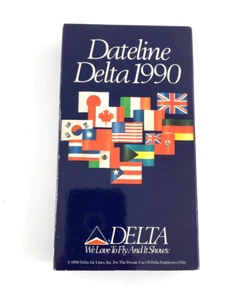 Dateline
Delta 1990
DELTA
We Love To Fly And It Shows.
© 1990 Delta Air Lines, Inc. For The Private Use Of Delta Employees Only.